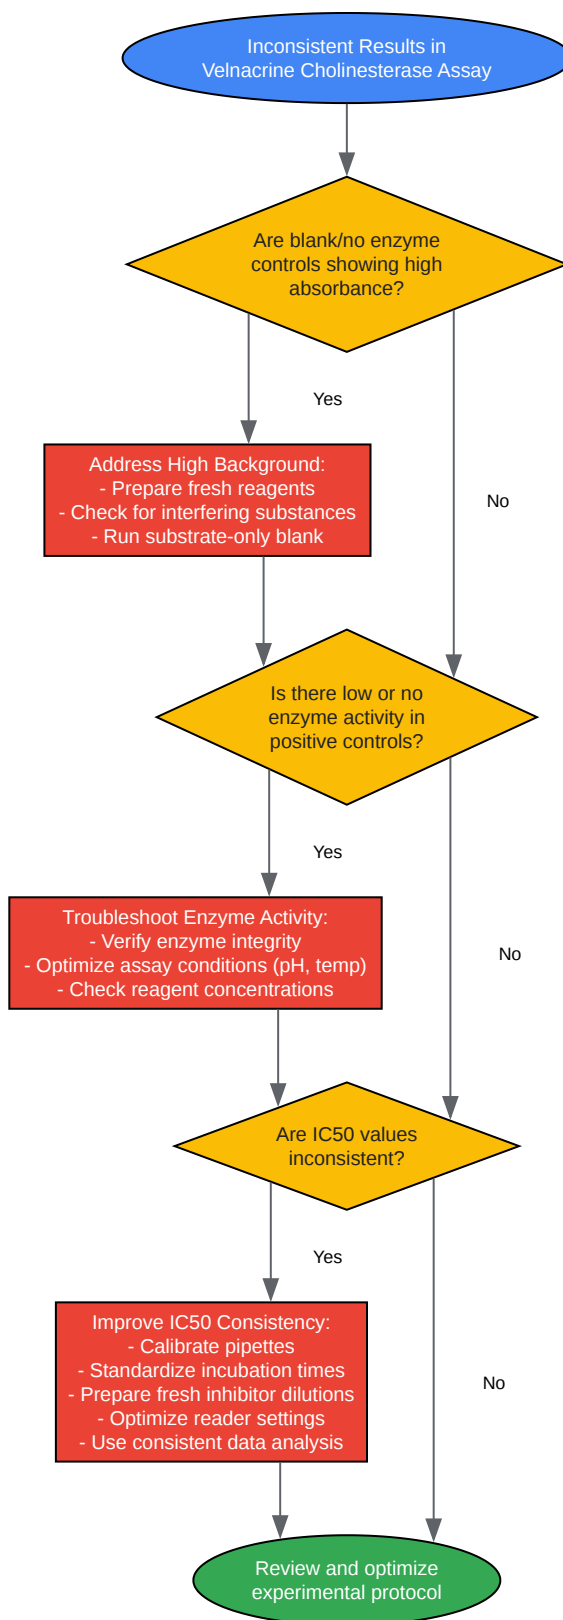 Inconsistent Results in
Velnacrine Cholinesterase Assay
Are blank/no enzyme
controls showing high
absorbance?
Yes
Address High Background:
- Prepare fresh reagents
- Check for interfering substances
- Run substrate-only blank
No
Is there low or no
enzyme activity in
positive controls?
Yes
Troubleshoot Enzyme Activity:
- Verify enzyme integrity
- Optimize assay conditions (pH, temp)
- Check reagent concentrations
No
Are IC50 values
inconsistent?
Yes
Improve IC50 Consistency:
- Calibrate pipettes
- Standardize incubation times
- Prepare fresh inhibitor dilutions
- Optimize reader settings
- Use consistent data analysis
No
Review and optimize
experimental protocol